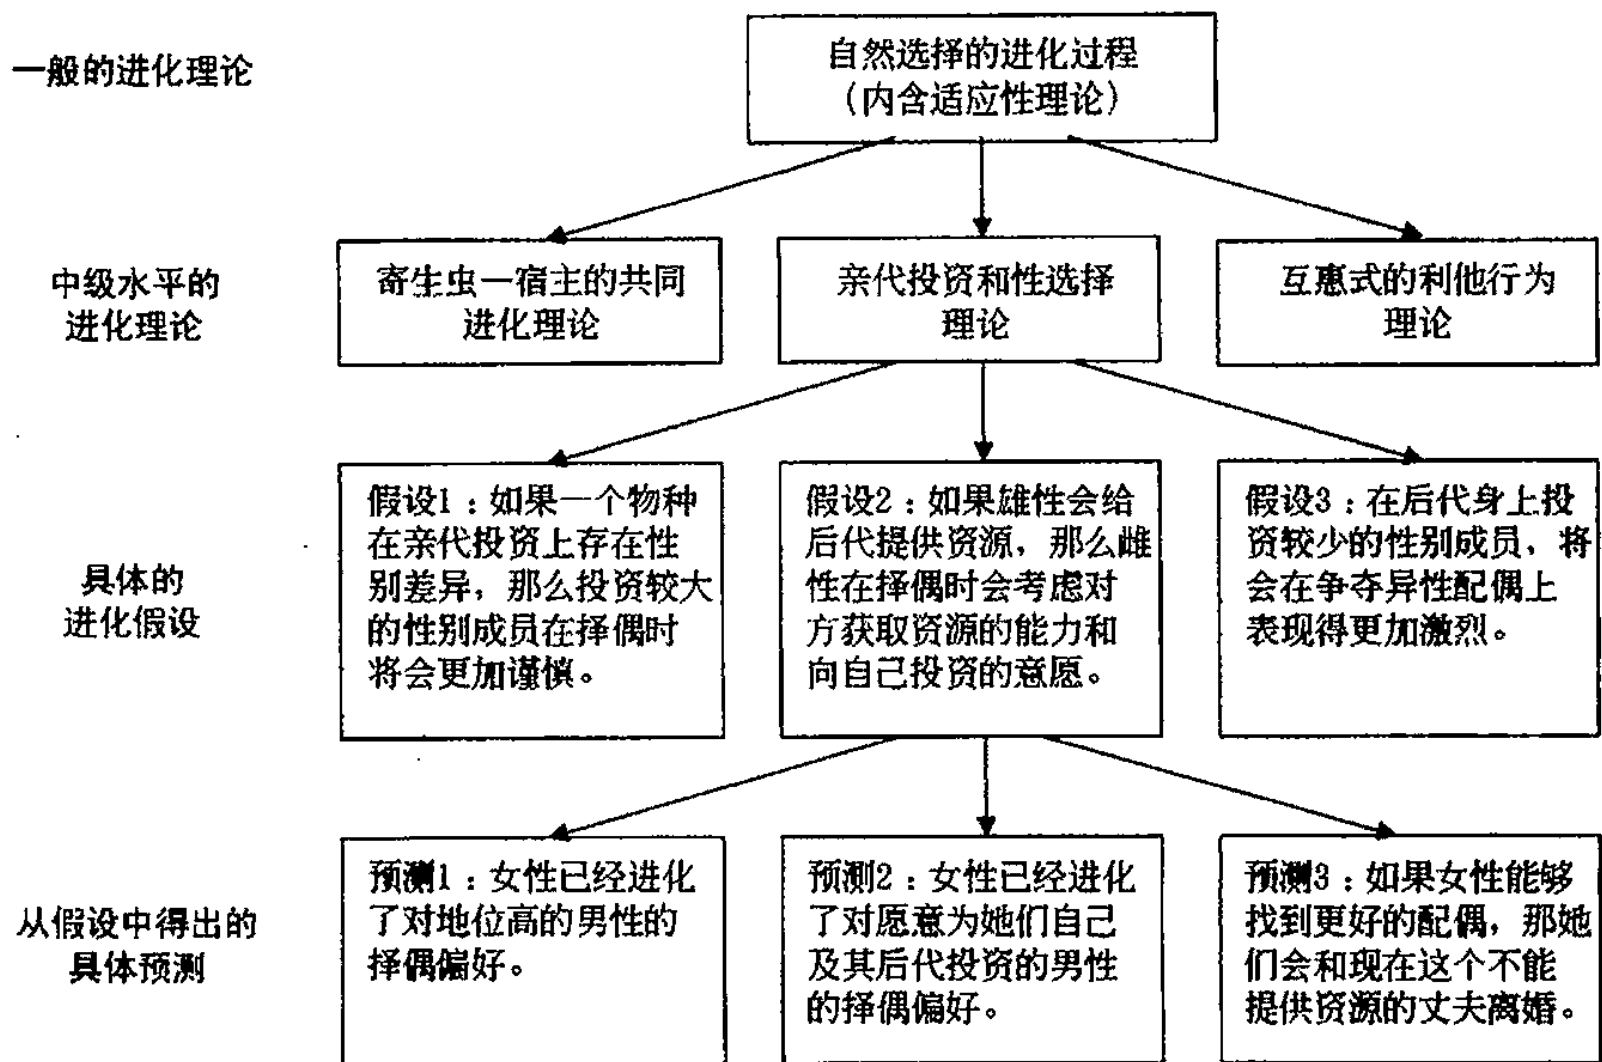 一般的进化理论
自然选择的进化过程
（内含适应性理论）
中级水平的
进化理论
寄生虫—宿主的共同
进化理论
亲代投资和性选择
理论
互惠式的利他行为
理论
具体的
进化假设
假设1：如果一个物种
在亲代投资上存在性
别差异，那么投资较大
的性别成员在择偶时
将会更加谨慎。
假设2：如果雄性会给
后代提供资源，那么雌
性在择偶时会考虑对
方获取资源的能力和
向自己投资的意愿。
假设3：在后代身上投
资较少的性别成员，将
会在争夺异性配偶上
表现得更加激烈。
从假设中得出的
具体预测
预测1：女性已经进化
了对地位高的男性的
择偶偏好。
预测2：女性已经进化
了对愿意为她们自己
及其后代投资的男性
的择偶偏好。
预测3：如果女性能够
找到更好的配偶，那她
们会和现在这个不能
提供资源的丈夫离婚。